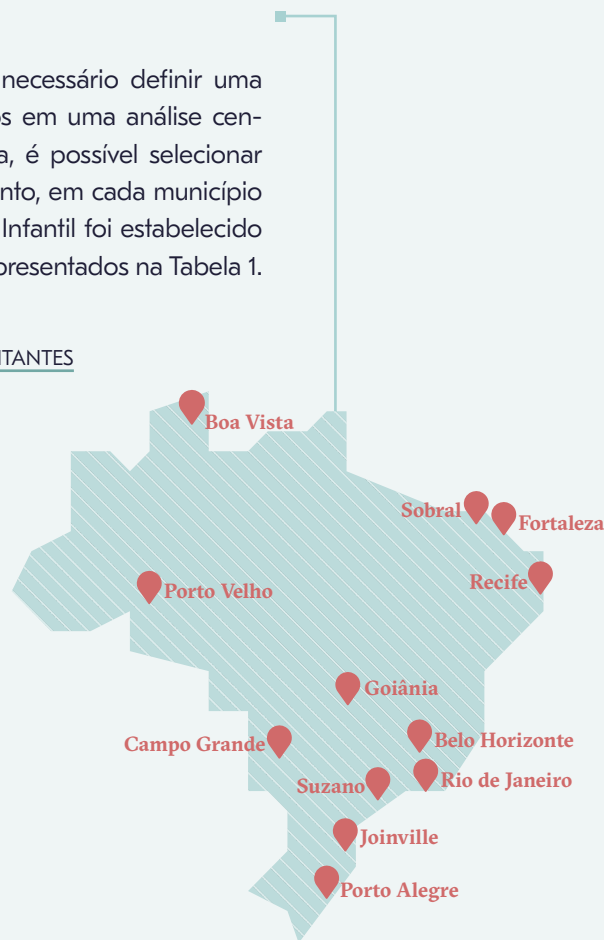 necessário definir uma
s em uma análise cen-
a, é possível selecionar
nto, em cada município
Infantil foi estabelecido
presentados na Tabela 1.
ITANTES
Boa Vista
Sobral
Fortaleza
Recife
Porto Velho
Goiânia
Campo Grande
Belo Horizonte
Suzano
Rio de Janeiro
Joinville
Porto Alegre